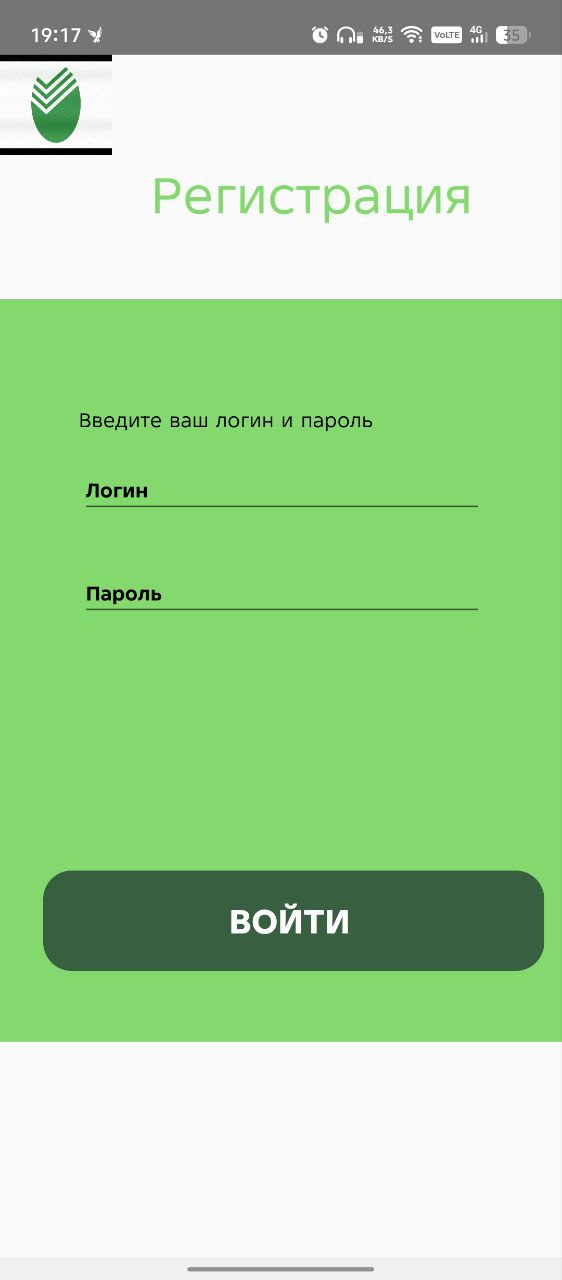 19:17
46,3
KB/S
VoLTE
4G
35
Регистрация
Введите ваш логин и пароль
Логин
Пароль
ВОЙТИ